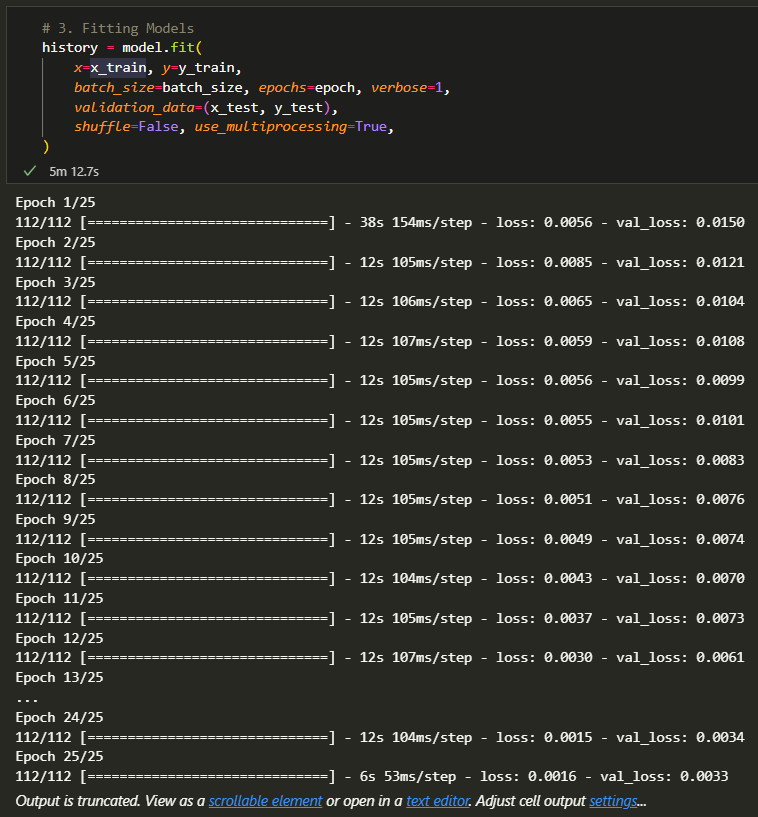 # 3. Fitting Models
history = model.fit(
x=x_train, y=y_train,
batch_size=batch_size, epochs=epoch, verbose=1,
validation_data=(x_test, y_test),
shuffle=False, use_multiprocessing=True,
)
✓ 5m 12.7s
Epoch 1/25
112/112 [==============================] - 38s 154ms/step - loss: 0.0056 - val_loss: 0.0150
Epoch 2/25
112/112 [==============================] - 12s 105ms/step - loss: 0.0085 - val_loss: 0.0121
Epoch 3/25
112/112 [==============================] - 12s 106ms/step - loss: 0.0065 - val_loss: 0.0104
Epoch 4/25
112/112 [==============================] - 12s 107ms/step - loss: 0.0059 - val_loss: 0.0108
Epoch 5/25
112/112 [==============================] - 12s 105ms/step - loss: 0.0056 - val_loss: 0.0099
Epoch 6/25
112/112 [==============================] - 12s 105ms/step - loss: 0.0055 - val_loss: 0.0101
Epoch 7/25
112/112 [==============================] - 12s 105ms/step - loss: 0.0053 - val_loss: 0.0083
Epoch 8/25
112/112 [==============================] - 12s 105ms/step - loss: 0.0051 - val_loss: 0.0076
Epoch 9/25
112/112 [==============================] - 12s 105ms/step - loss: 0.0049 - val_loss: 0.0074
Epoch 10/25
112/112 [==============================] - 12s 104ms/step - loss: 0.0043 - val_loss: 0.0070
Epoch 11/25
112/112 [==============================] - 12s 105ms/step - loss: 0.0037 - val_loss: 0.0073
Epoch 12/25
112/112 [==============================] - 12s 107ms/step - loss: 0.0030 - val_loss: 0.0061
Epoch 13/25
...
Epoch 24/25
112/112 [==============================] - 12s 104ms/step - loss: 0.0015 - val_loss: 0.0034
Epoch 25/25
112/112 [==============================] - 6s 53ms/step - loss: 0.0016 - val_loss: 0.0033
Output is truncated. View as a scrollable element or open in a text editor. Adjust cell output settings...